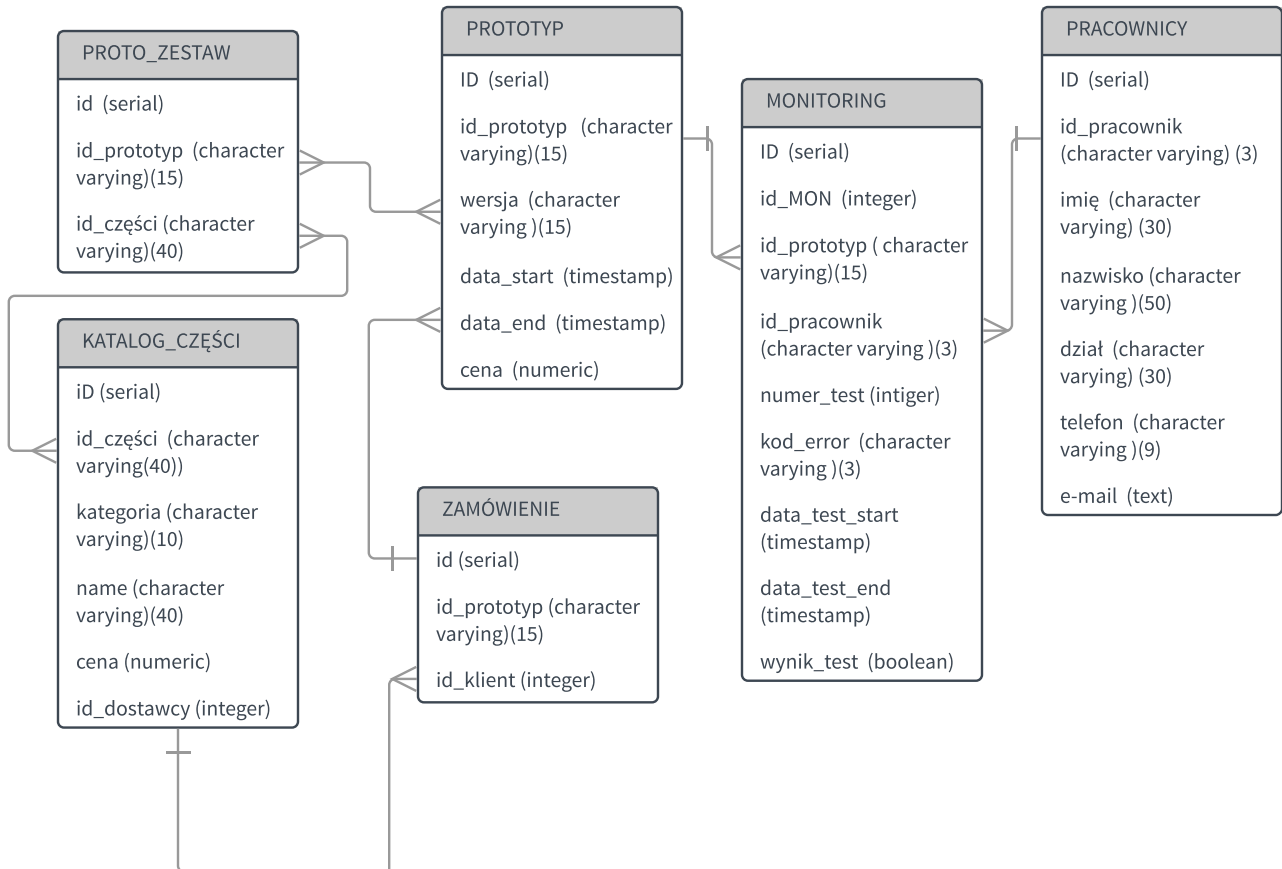 PROTO_ZESTAW
id (serial)
id_prototyp (character
varying)(15)
id_części (character
varying)(40)
KATALOG_CZĘŚCI
iD (serial)
id_części (character
varying(40))
kategoria (character
varying)(10)
name (character
varying)(40)
cena (numeric)
id_dostawcy (integer)
PROTOTYP
ID (serial)
id_prototyp (character
varying)(15)
wersja (character
varying )(15)
data_start (timestamp)
data_end (timestamp)
cena (numeric)
ZAMÓWIENIE
id (serial)
id_prototyp (character
varying)(15)
id_klient (integer)
MONITORING
ID (serial)
id_MON (integer)
id_prototyp ( character
varying)(15)
id_pracownik
(character varying )(3)
numer_test (intiger)
kod_error (character
varying )(3)
data_test_start
(timestamp)
data_test_end
(timestamp)
wynik_test (boolean)
PRACOWNICY
ID (serial)
id_pracownik
(character varying) (3)
imię (character
varying) (30)
nazwisko (character
varying )(50)
dział (character
varying) (30)
telefon (character
varying )(9)
e-mail (text)